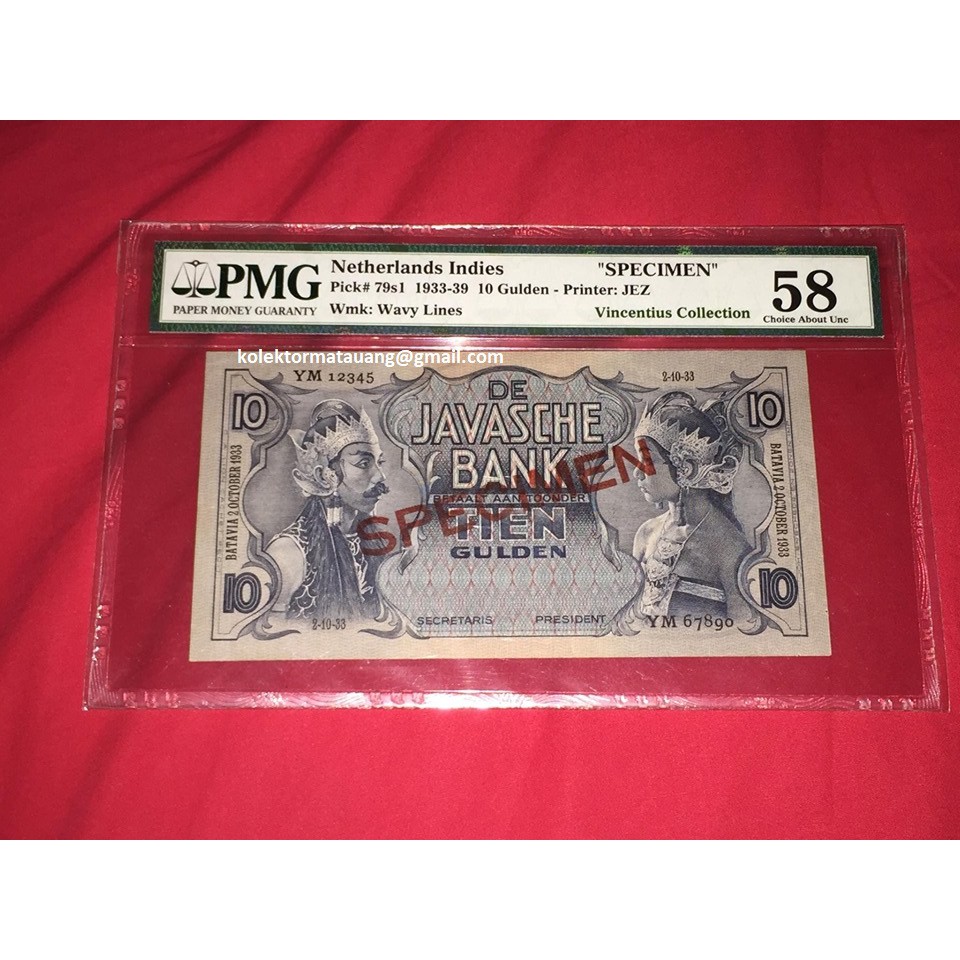 PMG
PAPER MONEY GUARANTY
Netherlands Indies "SPECIMEN"
Pick# 79s1 1933-39 10 Gulden - Printer: JEZ
Wmk: Wavy Lines Vincentius Collection
58
Choice About Unc
kolektormatauang@gmail.com
YM 12345
2-10-33
10
10
DE
JAVASCHE
BANK
BETAALT AAN TOONDER
TIEN
GULDEN
SPECIMEN
BATAVIA 2 OCTOBER 1933
BATAVIA 2 OCTOBER 1933
10
10
2-10-33
SECRETARIS PRESIDENT
YM 67890